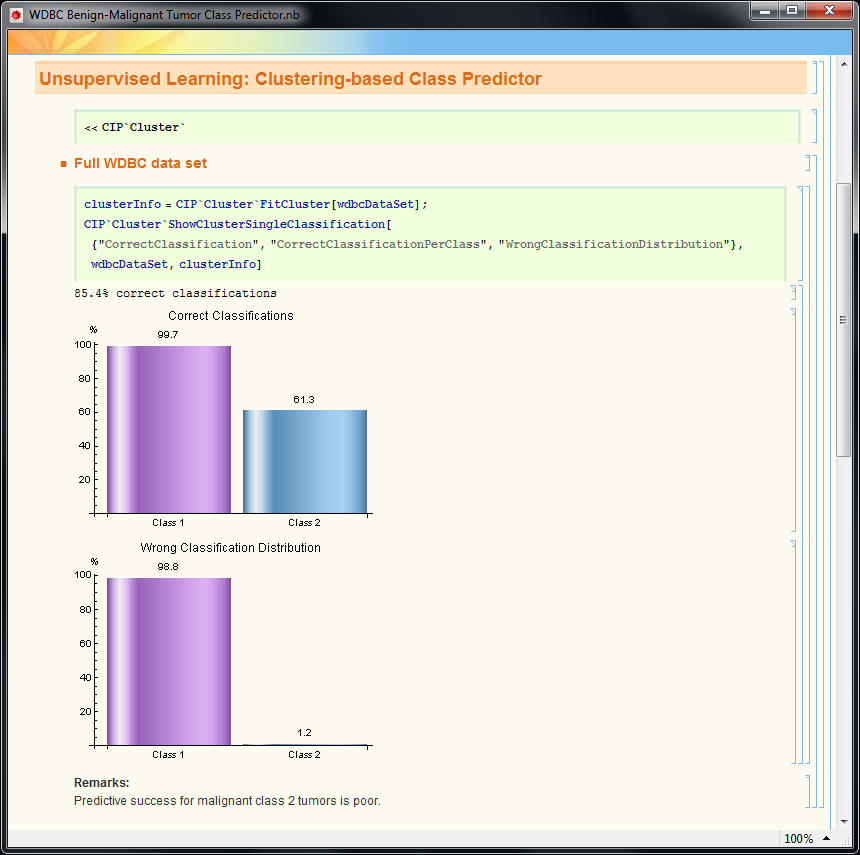 WDBC Benign-Malignant Tumor Class Predictor.nb
Unsupervised Learning: Clustering-based Class Predictor
<< CIP`Cluster`
Full WDBC data set
clusterInfo = CIP`Cluster`FitCluster[wdbcDataSet];
CIP`Cluster`ShowClusterSingleClassification[
{"CorrectClassification", "CorrectClassificationPerClass", "WrongClassificationDistribution"},
wdbcDataSet, clusterInfo]
85.4% correct classifications
Correct Classifications
%
99.7
100
80
61.3
60
40
20
Class 1 Class 2
Wrong Classification Distribution
%
98.8
100
80
60
40
20
1.2
Class 1 Class 2
Remarks:
Predictive success for malignant class 2 tumors is poor.
100%